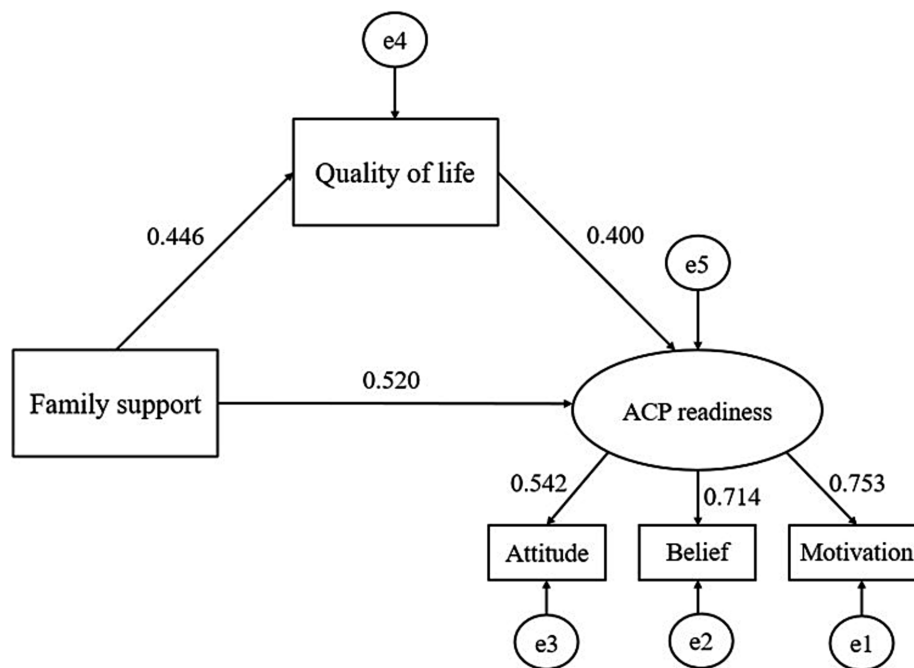 e4
Quality of life
0.446
0.400
e5
Family support
0.520
ACP readiness
0.542
0.714
0.753
Attitude
Belief
Motivation
e3
e2
e1